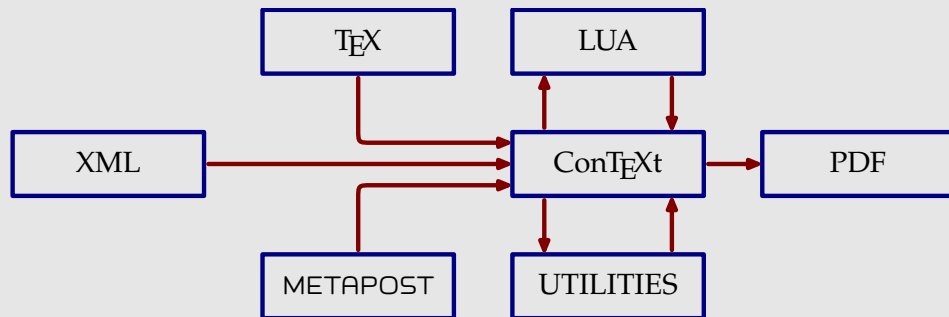 TEX
LUA
XML
ConTEXt
PDF
METAPOST
UTILITIES